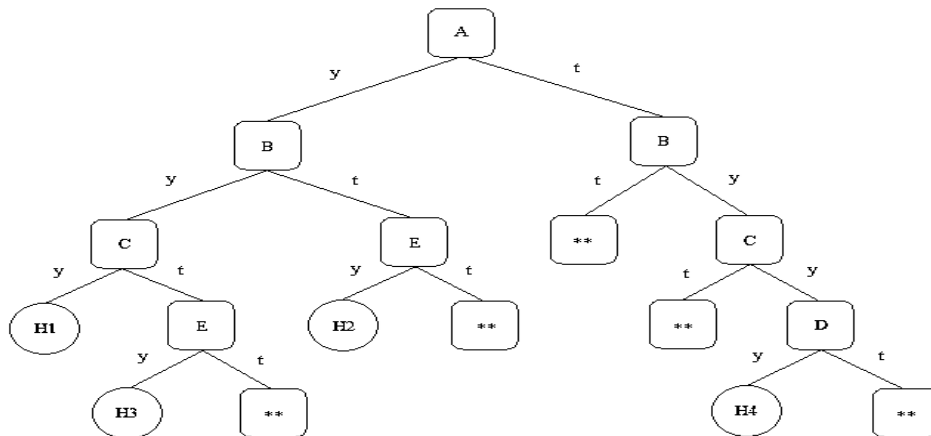 A
y t
B B
y t t y
C E ** C
y t y t t y
H1 E H2 ** ** D
y t y t
H3 ** H4 **